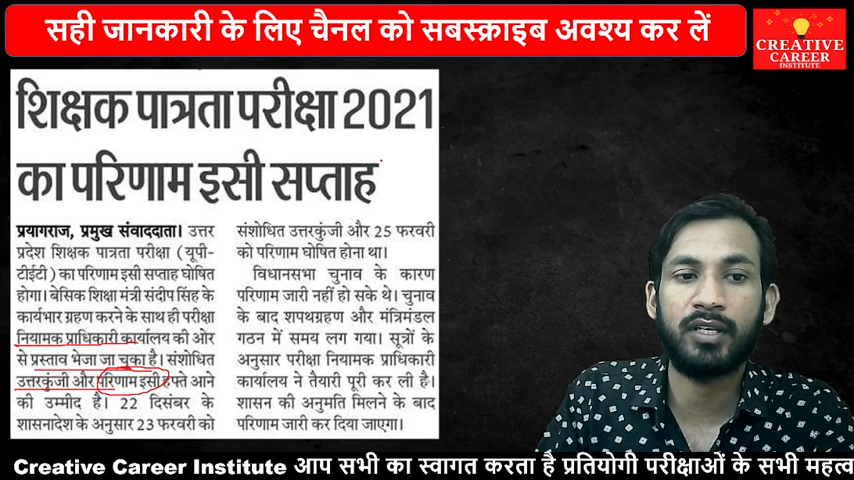 सही जानकारी के लिए चैनल को सबस्क्राइब अवश्य कर लें
CREATIVE
CAREER
INSTITUTE
शिक्षक पात्रता परीक्षा 2021
का परिणाम इसी सप्ताह
प्रयागराज, प्रमुख संवाददाता। उत्तर
प्रदेश शिक्षक पात्रता परीक्षा (यूपी-
टीईटी) का परिणाम इसी सप्ताह घोषित
होगा। बेसिक शिक्षा मंत्री संदीप सिंह के
कार्यभार ग्रहण करने के साथ ही परीक्षा
नियामक प्राधिकारी कार्यालय की ओर
से प्रस्ताव भेजा जा चुका है। संशोधित
उत्तरकुंजी और परिणाम इसी हफ्ते आने
की उम्मीद है। 22 दिसंबर के
शासनादेश के अनुसार 23 फरवरी को
संशोधित उत्तरकुंजी और 25 फरवरी
को परिणाम घोषित होना था।
विधानसभा चुनाव के कारण
परिणाम जारी नहीं हो सके थे। चुनाव
के बाद शपथग्रहण और मंत्रिमंडल
गठन में समय लग गया। सूत्रों के
अनुसार परीक्षा नियामक प्राधिकारी
कार्यालय ने तैयारी पूरी कर ली है।
शासन की अनुमति मिलने के बाद
परिणाम जारी कर दिया जाएगा।
Creative Career Institute आप सभी का स्वागत करता है प्रतियोगी परीक्षाओं के सभी महत्व